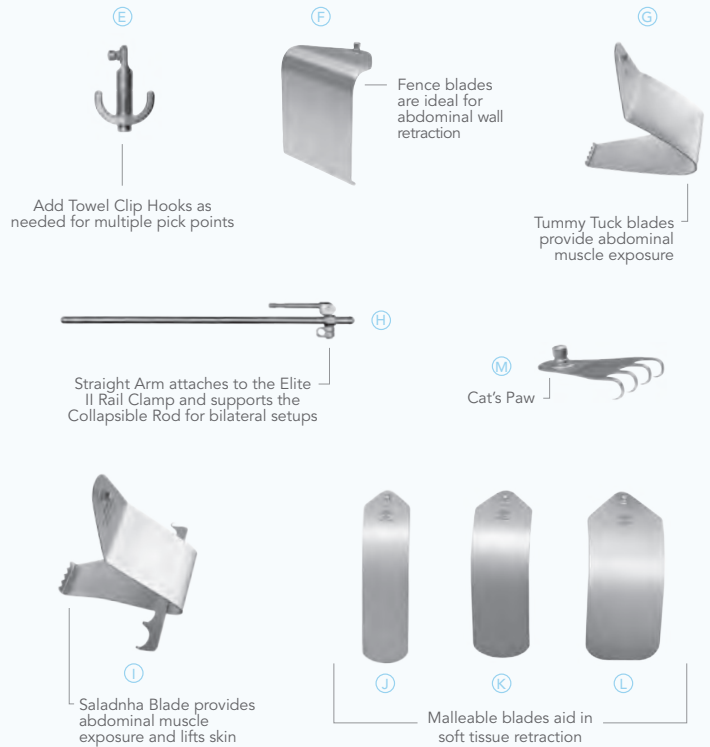 E
F
G
Fence blades
are ideal for
abdominal wall
retraction
Add Towel Clip Hooks as
needed for multiple pick points
Tummy Tuck blades
provide abdominal
muscle exposure
H
Straight Arm attaches to the Elite
II Rail Clamp and supports the
Collapsible Rod for bilateral setups
M
Cat's Paw
I
J
K
L
Saladnha Blade provides
abdominal muscle
exposure and lifts skin
Malleable blades aid in
soft tissue retraction